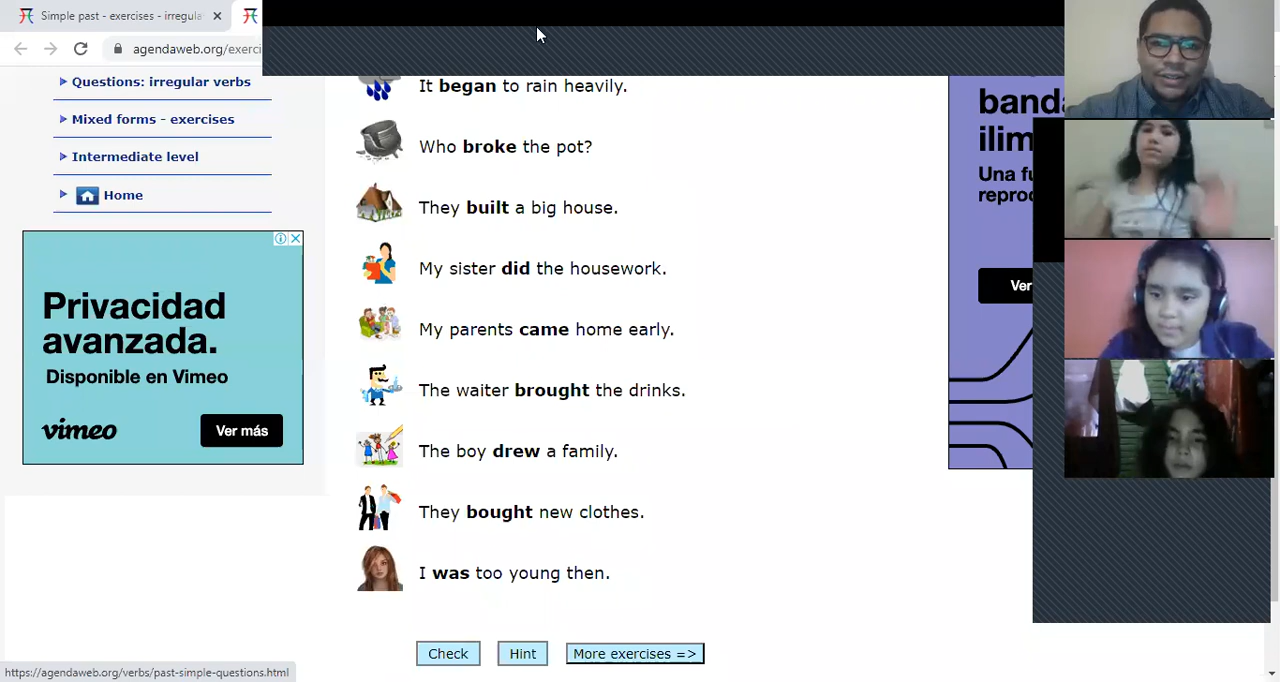 Simple past - exercises - irregula
agendaweb.org/exerci
Questions: irregular verbs
Mixed forms - exercises
Intermediate level
Home
Privacidad
avanzada.
Disponible en Vimeo
vimeo
Ver más
It began to rain heavily.
Who broke the pot?
They built a big house.
My sister did the housework.
My parents came home early.
The waiter brought the drinks.
The boy drew a family.
They bought new clothes.
I was too young then.
Check
Hint
More exercises =>
banda
ilim
Una fu
reprod
Ver
https://agendaweb.org/verbs/past-simple-questions.html